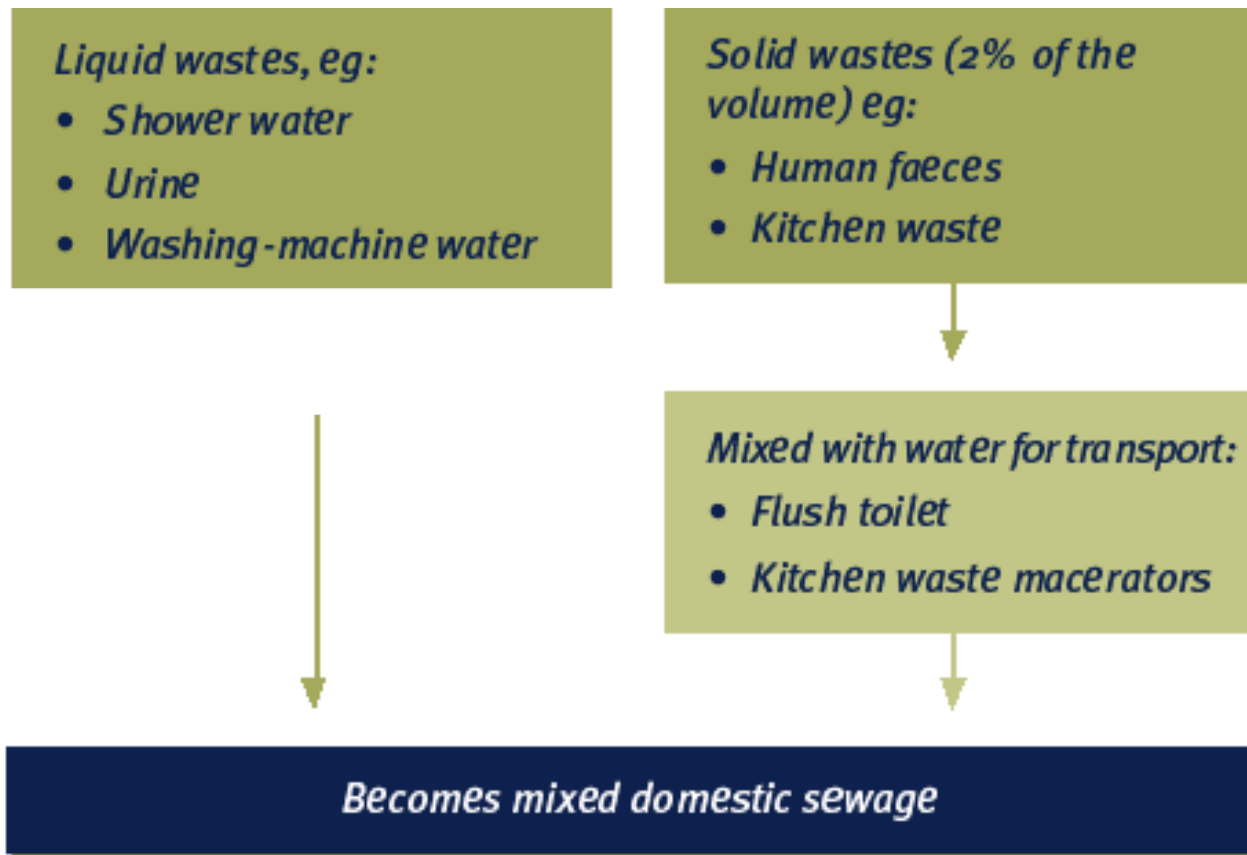 Liquid wastes, eg:
• Shower water
• Urine
• Washing-machine water
Solid wastes (2% of the
volume) eg:
• Human faeces
• Kitchen waste
Mixed with water for transport:
• Flush toilet
• Kitchen waste macerators
Becomes mixed domestic sewage